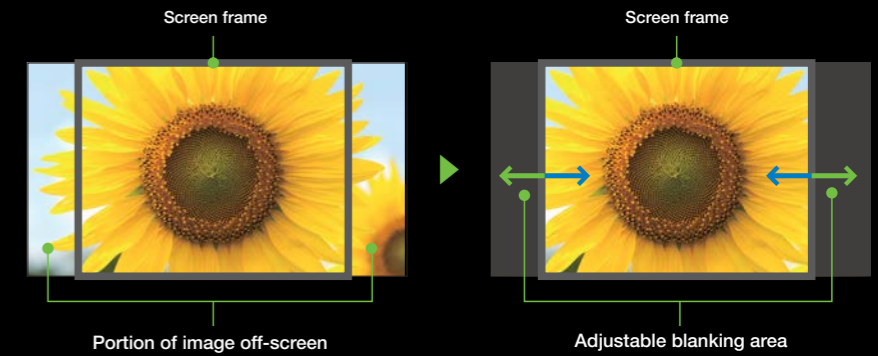 Screen frame
Screen frame
Portion of image off-screen
Adjustable blanking area